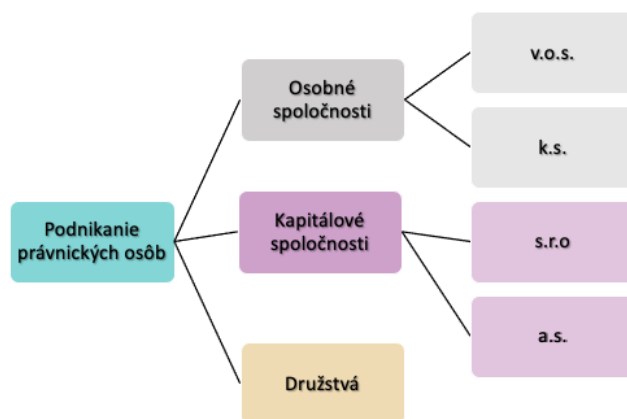 Podnikanie
právnických osôb
Osobné
spoločnosti
v.o.s.
k.s.
Kapitálové
spoločnosti
s.r.o
a.s.
Družstvá